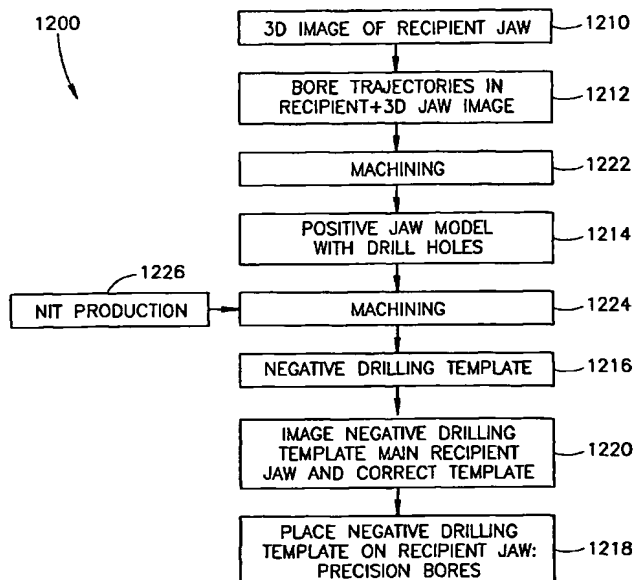 1200
3D IMAGE OF RECIPIENT JAW
1210
BORE TRAJECTORIES IN
RECIPIENT+3D JAW IMAGE
1212
MACHINING
1222
POSITIVE JAW MODEL
WITH DRILL HOLES
1214
1226
NIT PRODUCTION
MACHINING
1224
NEGATIVE DRILLING TEMPLATE
1216
IMAGE NEGATIVE DRILLING
TEMPLATE MAIN RECIPIENT
JAW AND CORRECT TEMPLATE
1220
PLACE NEGATIVE DRILLING
TEMPLATE ON RECIPIENT JAW:
PRECISION BORES
1218